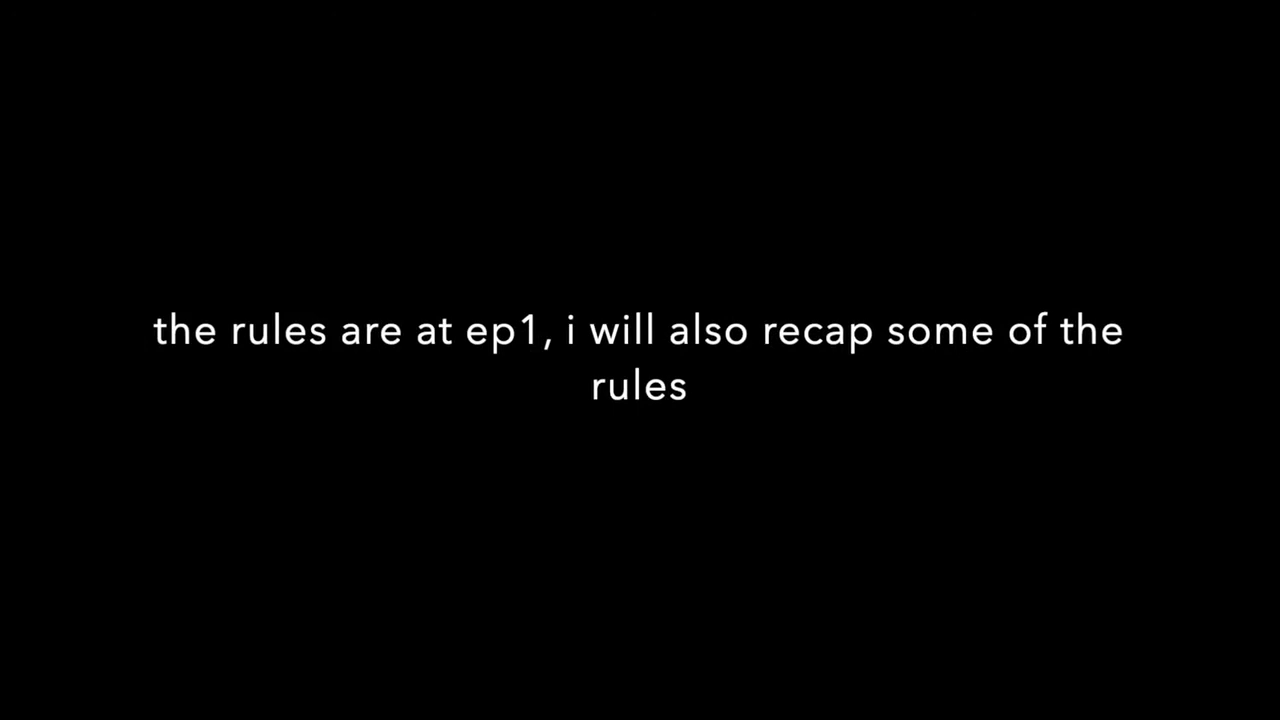 the rules are at ep1, i will also recap some of the
rules